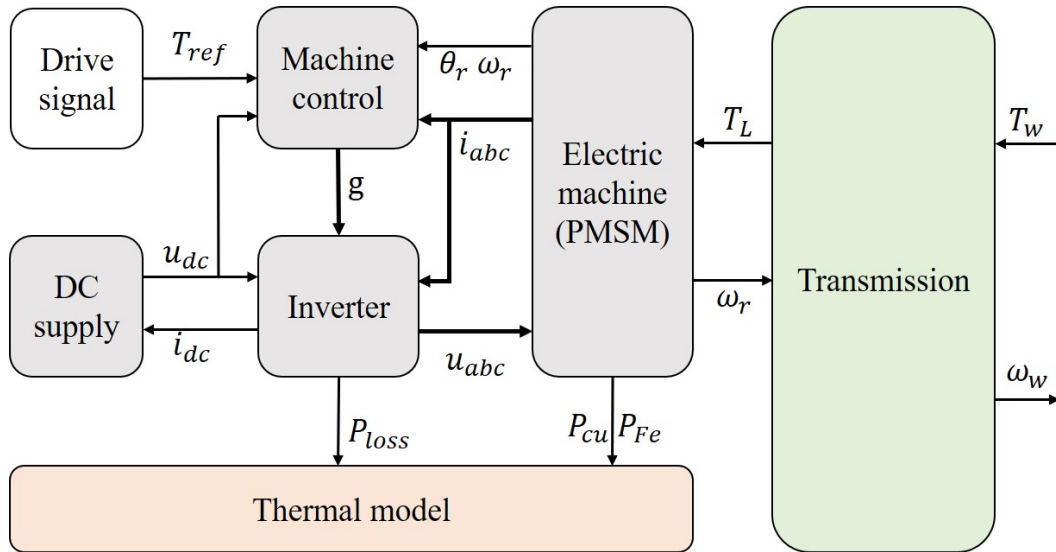 Drive
signal
T_ref
Machine
control
θ_r ω_r
i_abc
g
Electric
machine
(PMSM)
T_L
T_w
DC
supply
u_dc
i_dc
Inverter
u_abc
ω_r
Transmission
ω_w
P_loss
P_cu P_Fe
Thermal model